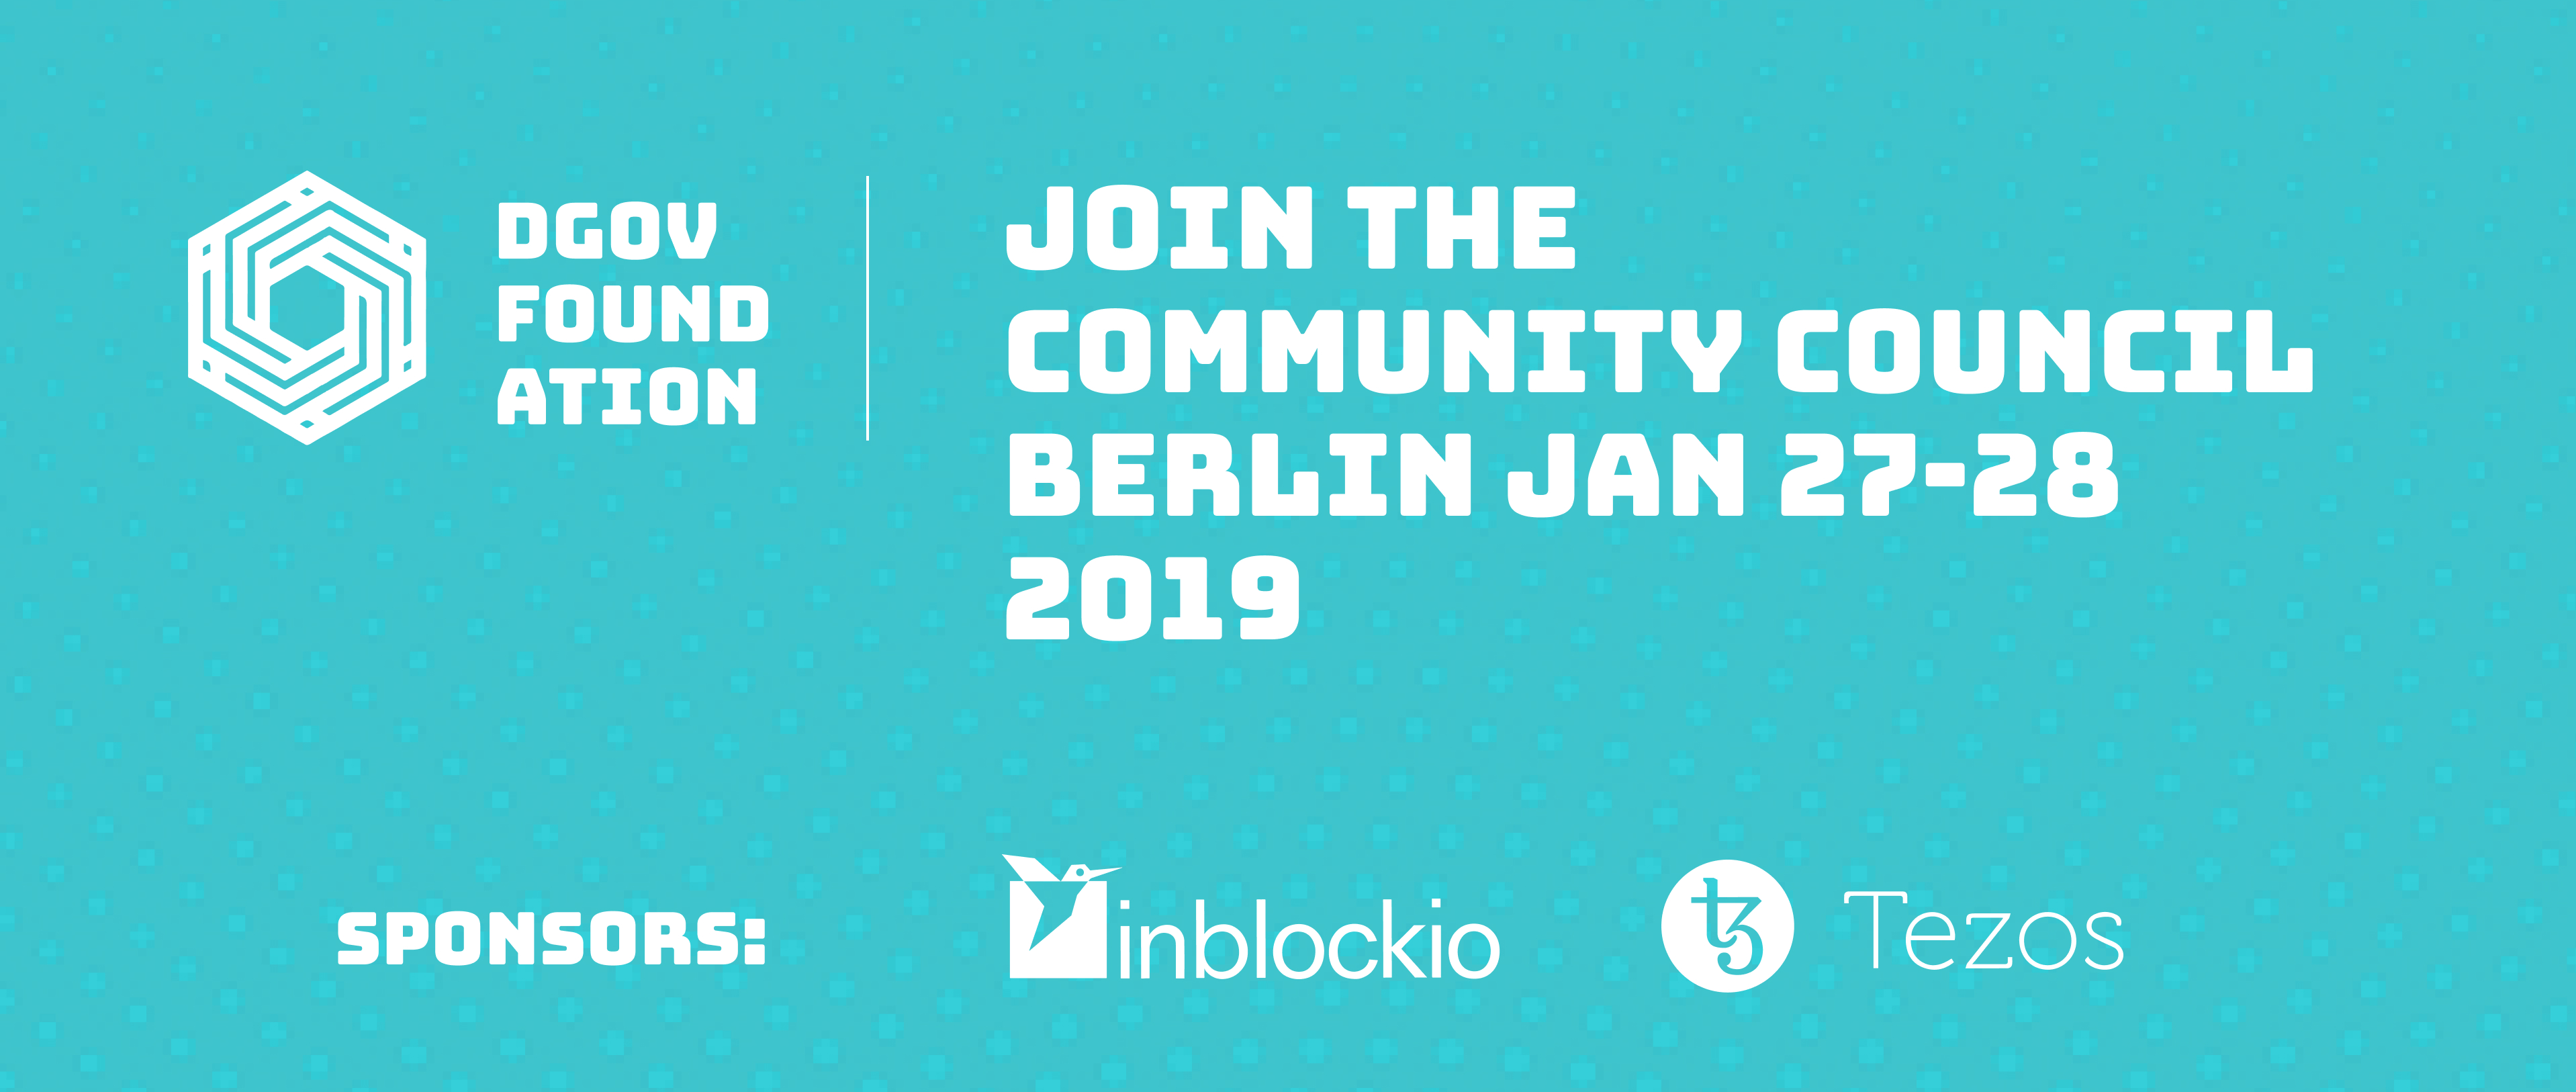 DGOV
FOUND
ATION
JOIN THE
COMMUNITY COUNCIL
BERLIN JAN 27-28
2019
SPONSORS:
inblockio
Tezos